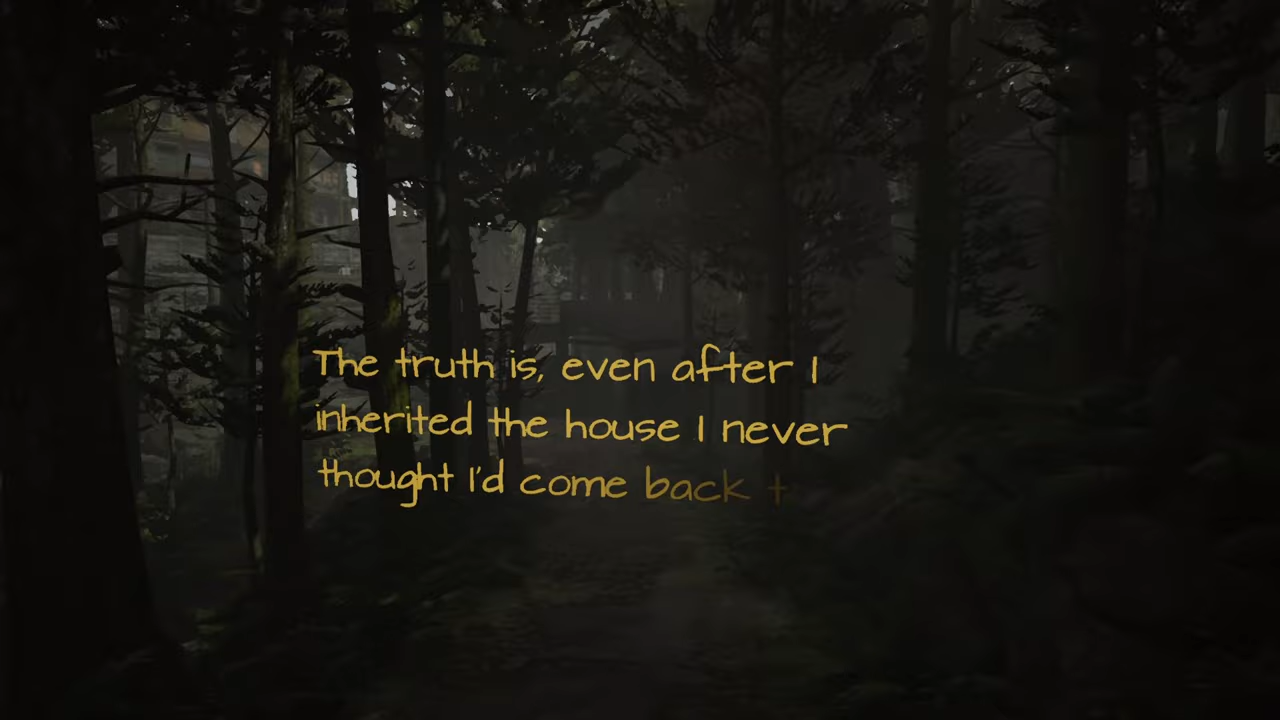 The truth is, even after I
inherited the house I never
thought I'd come back t